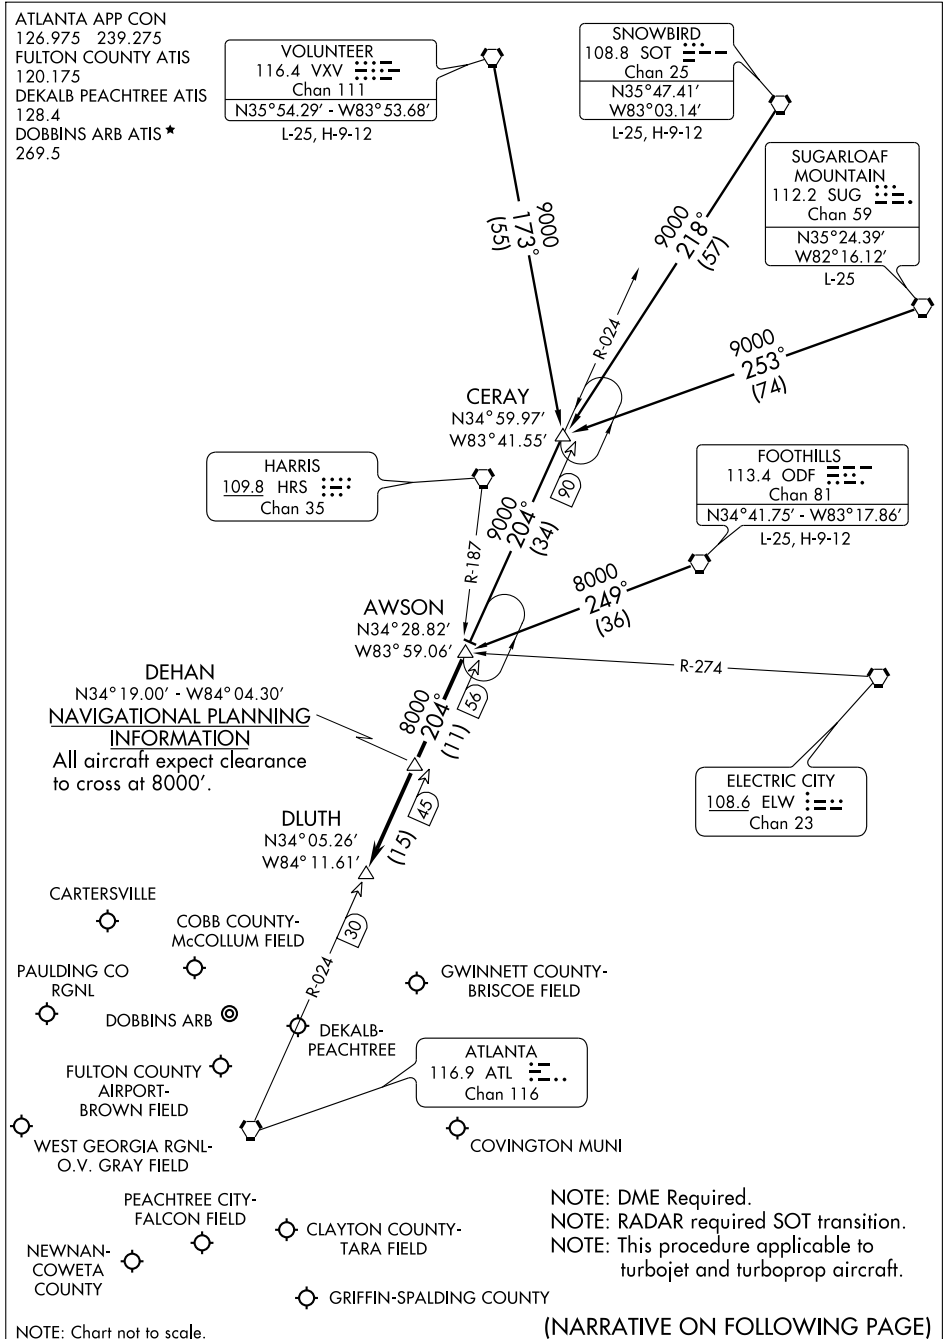 ATLANTA APP CON
126.975 239.275
FULTON COUNTY ATIS
120.175
DEKALB PEACHTREE ATIS
128.4
DOBBINS ARB ATIS ★
269.5
VOLUNTEER
116.4 VXV
Chan 111
N35°54.29' - W83°53.68'
L-25, H-9-12
SNOWBIRD
108.8 SOT
Chan 25
N35°47.41'
W83°03.14'
L-25, H-9-12
SUGARLOAF
MOUNTAIN
112.2 SUG
Chan 59
N35°24.39'
W82°16.12'
L-25
9000
173°
(55)
9000
218°
(57)
R-024
9000
253°
(74)
CERAY
N34°59.97'
W83°41.55'
90
HARRIS
109.8 HRS
Chan 35
R-187
9000
204°
(34)
FOOTHILLS
113.4 ODF
Chan 81
N34°41.75' - W83°17.86'
L-25, H-9-12
8000
249°
(36)
AWSON
N34°28.82'
W83°59.06'
56
R-274
DEHAN
N34°19.00' - W84°04.30'
NAVIGATIONAL PLANNING
INFORMATION
All aircraft expect clearance
to cross at 8000'.
8000
204°
(11)
45
ELECTRIC CITY
108.6 ELW
Chan 23
DLUTH
N34°05.26'
W84°11.61'
(15)
30
R-024
CARTERSVILLE
COBB COUNTY-
McCOLLUM FIELD
PAULDING CO
RGNL
GWINNETT COUNTY-
BRISCOE FIELD
DOBBINS ARB
DEKALB-
PEACHTREE
ATLANTA
116.9 ATL
Chan 116
FULTON COUNTY
AIRPORT-
BROWN FIELD
WEST GEORGIA RGNL-
O.V. GRAY FIELD
COVINGTON MUNI
PEACHTREE CITY-
FALCON FIELD
CLAYTON COUNTY-
TARA FIELD
NEWNAN-
COWETA
COUNTY
GRIFFIN-SPALDING COUNTY
NOTE: DME Required.
NOTE: RADAR required SOT transition.
NOTE: This procedure applicable to
turbojet and turboprop aircraft.
NOTE: Chart not to scale.
(NARRATIVE ON FOLLOWING PAGE)